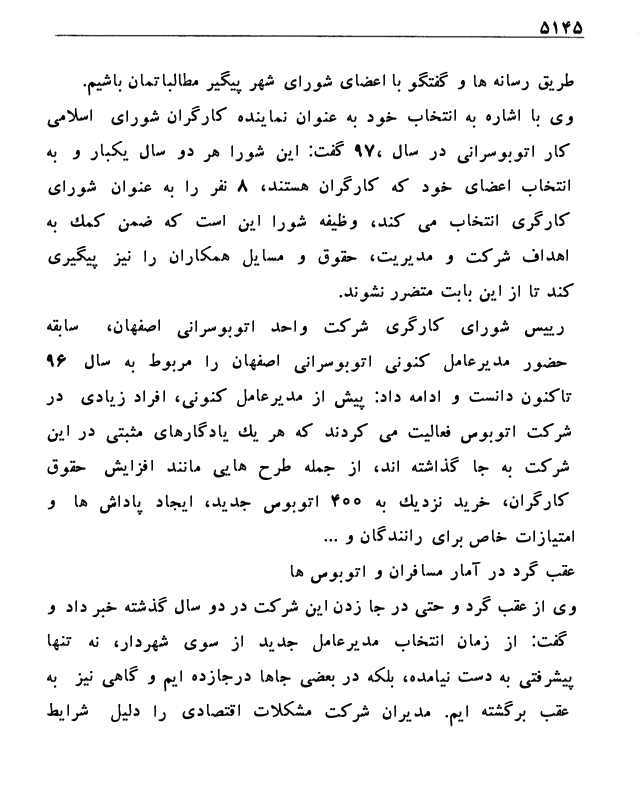 ۵۱۴۵
طریق رسانه ها و گفتگو با اعضای شورای شهر پیگیر مطالباتمان باشیم.
وی با اشاره به انتخاب خود به عنوان نماینده کارگران شورای اسلامی
کار اتوبوسرانی در سال ۹۷، گفت: این شورا هر دو سال یکبار و به
انتخاب اعضای خود که کارگران هستند، ۸ نفر را به عنوان شورای
کارگری انتخاب می کند، وظیفه شورا این است که ضمن کمك به
اهداف شرکت و مدیریت، حقوق و مسایل همکاران را نیز پیگیری
کند تا از این بابت متضرر نشوند.
رییس شورای کارگری شرکت واحد اتوبوسرانی اصفهان، سابقه
حضور مدیرعامل کنونی اتوبوسرانی اصفهان را مربوط به سال ۹۶
تاکنون دانست و ادامه داد: پیش از مدیرعامل کنونی، افراد زیادی در
شرکت اتوبوس فعالیت می کردند که هر یك یادگارهای مثبتی در این
شرکت به جا گذاشته اند، از جمله طرح هایی مانند افزایش حقوق
کارگران، خرید نزدیك به ۴۰۰ اتوبوس جدید، ایجاد پاداش ها و
امتیازات خاص برای رانندگان و ...
عقب گرد در آمار مسافران و اتوبوس ها
وی از عقب گرد و حتی در جا زدن این شرکت در دو سال گذشته خبر داد و
گفت: از زمان انتخاب مدیرعامل جدید از سوی شهردار، نه تنها
پیشرفتی به دست نیامده، بلکه در بعضی جاها درجازده ایم و گاهی نیز به
عقب برگشته ایم. مدیران شرکت مشکلات اقتصادی را دلیل شرایط